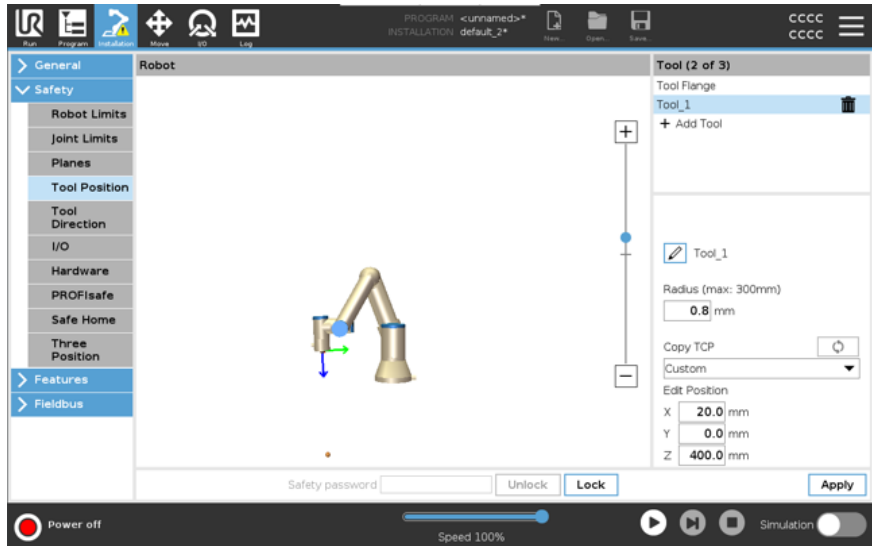 PROGRAM <unnamed>*
INSTALLATION default_2*
Run
Program
Installation
Move
I/O
Log
New...
Open...
Save...
cccc
cccc
General
Safety
Robot Limits
Joint Limits
Planes
Tool Position
Tool
Direction
I/O
Hardware
PROFIsafe
Safe Home
Three
Position
Features
Fieldbus
Robot
Tool (2 of 3)
Tool Flange
Tool_1
+ Add Tool
Tool_1
Radius (max: 300mm)
0.8 mm
Copy TCP
Custom
Edit Position
X 20.0 mm
Y 0.0 mm
Z 400.0 mm
Safety password
Unlock
Lock
Apply
Power off
Speed 100%
Simulation